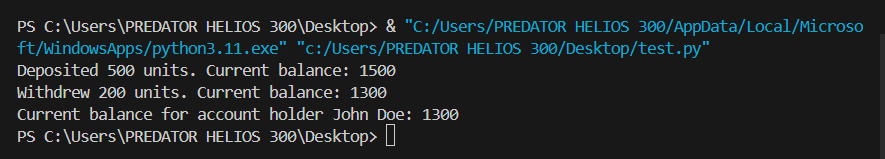 PS C:\Users\PREDATOR HELIOS 300\Desktop> & "C:/Users/PREDATOR HELIOS 300/AppData/Local/Microso
ft/WindowsApps/python3.11.exe" "c:/Users/PREDATOR HELIOS 300/Desktop/test.py"
Deposited 500 units. Current balance: 1500
Withdrew 200 units. Current balance: 1300
Current balance for account holder John Doe: 1300
PS C:\Users\PREDATOR HELIOS 300\Desktop>